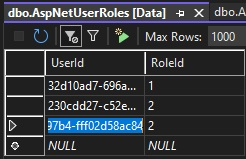 dbo.AspNetUserRoles [Data]
Max Rows: 1000
UserId RoleId
32d10ad7-696a... 1
230cdd27-c52e... 2
97b4-fff02d58ac84 2
NULL NULL